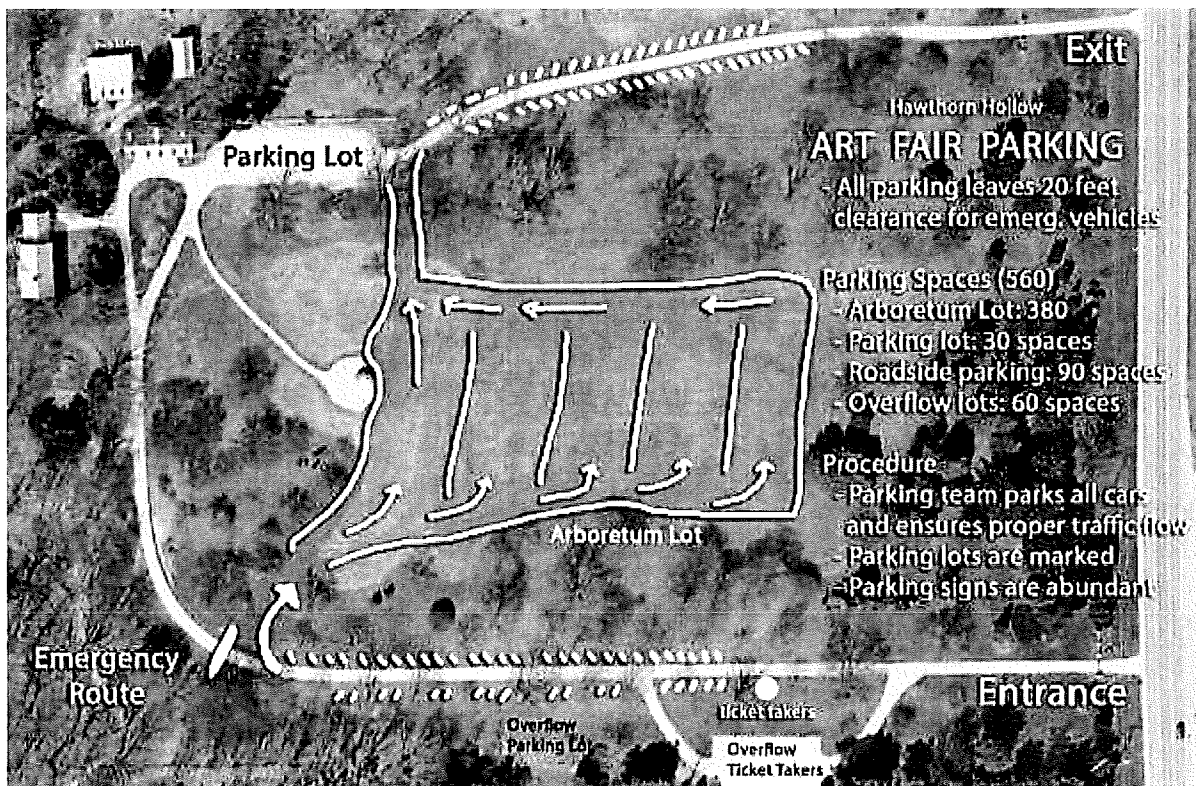 Exit
Hawthorn Hollow
ART FAIR PARKING
- All parking leaves 20 feet
clearance for emerg. vehicles
Parking Lot
Parking Spaces (560)
- Arboretum Lot: 380
- Parking lot: 30 spaces
- Roadside parking: 90 spaces
- Overflow lots: 60 spaces
Procedure
- Parking team parks all cars
and ensures proper traffic flow
- Parking lots are marked
- Parking signs are abundant
Arboretum Lot
Emergency
Route
Entrance
Ticket Takers
Overflow
Parking Lot
Overflow
Ticket Takers